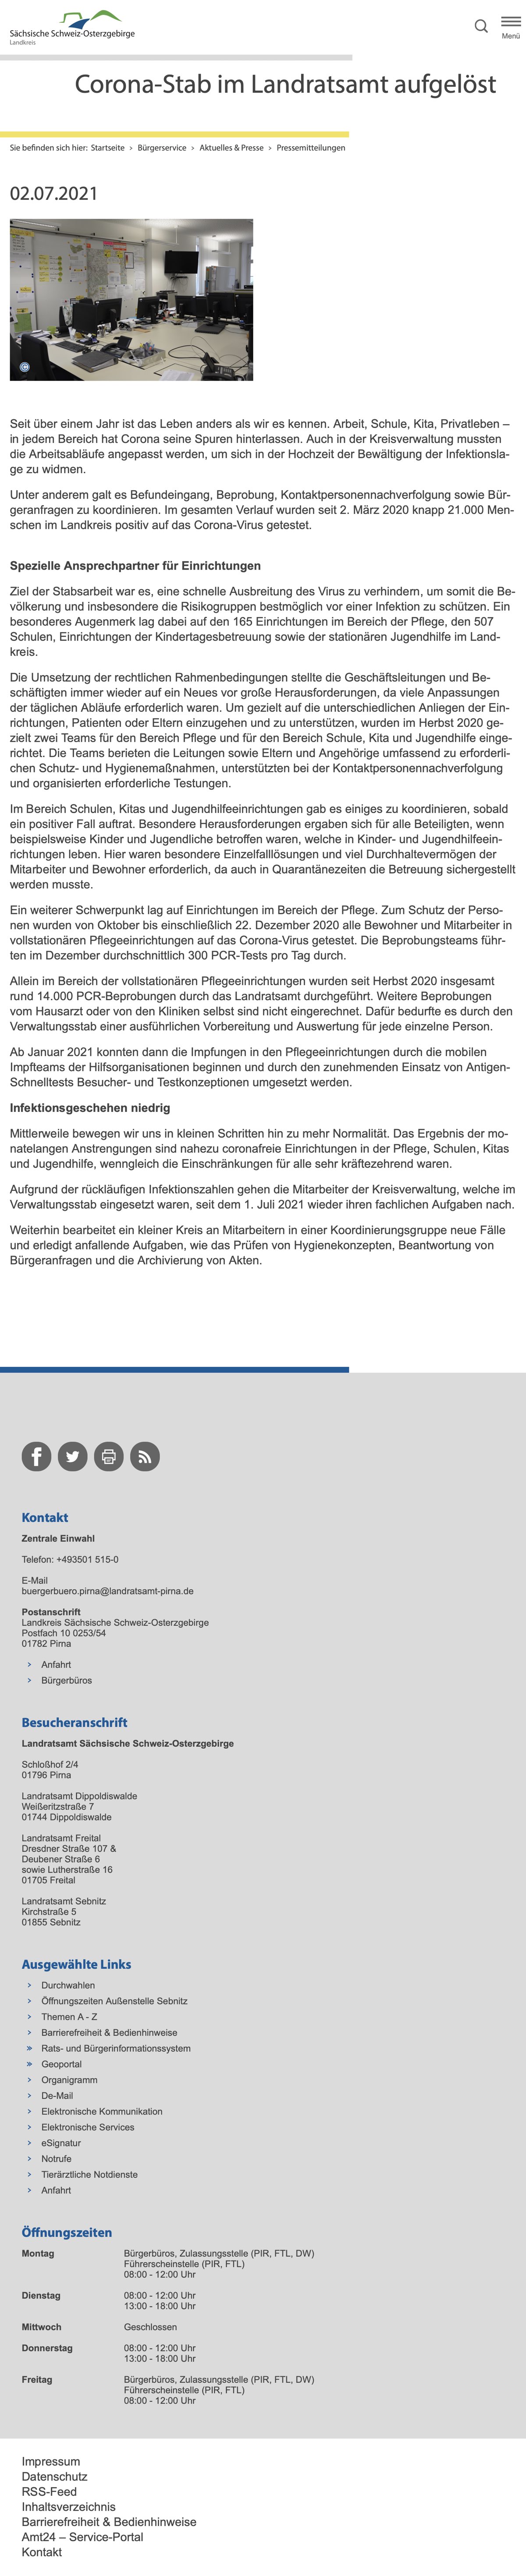 Sächsische Schweiz-Osterzgebirge
Landkreis
Menü
Corona-Stab im Landratsamt aufgelöst
Sie befinden sich hier: Startseite › Bürgerservice › Aktuelles & Presse › Pressemitteilungen
02.07.2021
©
Seit über einem Jahr ist das Leben anders als wir es kennen. Arbeit, Schule, Kita, Privatleben –
in jedem Bereich hat Corona seine Spuren hinterlassen. Auch in der Kreisverwaltung mussten
die Arbeitsabläufe angepasst werden, um sich in der Hochzeit der Bewältigung der Infektionsla-
ge zu widmen.
Unter anderem galt es Befundeingang, Beprobung, Kontaktpersonennachverfolgung sowie Bür-
geranfragen zu koordinieren. Im gesamten Verlauf wurden seit 2. März 2020 knapp 21.000 Men-
schen im Landkreis positiv auf das Corona-Virus getestet.
Spezielle Ansprechpartner für Einrichtungen
Ziel der Stabsarbeit war es, eine schnelle Ausbreitung des Virus zu verhindern, um somit die Be-
völkerung und insbesondere die Risikogruppen bestmöglich vor einer Infektion zu schützen. Ein
besonderes Augenmerk lag dabei auf den 165 Einrichtungen im Bereich der Pflege, den 507
Schulen, Einrichtungen der Kindertagesbetreuung sowie der stationären Jugendhilfe im Land-
kreis.
Die Umsetzung der rechtlichen Rahmenbedingungen stellte die Geschäftsleitungen und Be-
schäftigten immer wieder auf ein Neues vor große Herausforderungen, da viele Anpassungen
der täglichen Abläufe erforderlich waren. Um gezielt auf die unterschiedlichen Anliegen der Ein-
richtungen, Patienten oder Eltern einzugehen und zu unterstützen, wurden im Herbst 2020 ge-
zielt zwei Teams für den Bereich Pflege und für den Bereich Schule, Kita und Jugendhilfe einge-
richtet. Die Teams berieten die Leitungen sowie Eltern und Angehörige umfassend zu erforderli-
chen Schutz- und Hygienemaßnahmen, unterstützten bei der Kontaktpersonennachverfolgung
und organisierten erforderliche Testungen.
Im Bereich Schulen, Kitas und Jugendhilfeeinrichtungen gab es einiges zu koordinieren, sobald
ein positiver Fall auftrat. Besondere Herausforderungen ergaben sich für alle Beteiligten, wenn
beispielsweise Kinder und Jugendliche betroffen waren, welche in Kinder- und Jugendhilfeein-
richtungen leben. Hier waren besondere Einzelfalllösungen und viel Durchhaltevermögen der
Mitarbeiter und Bewohner erforderlich, da auch in Quarantänezeiten die Betreuung sichergestellt
werden musste.
Ein weiterer Schwerpunkt lag auf Einrichtungen im Bereich der Pflege. Zum Schutz der Perso-
nen wurden von Oktober bis einschließlich 22. Dezember 2020 alle Bewohner und Mitarbeiter in
vollstationären Pflegeeinrichtungen auf das Corona-Virus getestet. Die Beprobungsteams führ-
ten im Dezember durchschnittlich 300 PCR-Tests pro Tag durch.
Allein im Bereich der vollstationären Pflegeeinrichtungen wurden seit Herbst 2020 insgesamt
rund 14.000 PCR-Beprobungen durch das Landratsamt durchgeführt. Weitere Beprobungen
vom Hausarzt oder von den Kliniken selbst sind nicht eingerechnet. Dafür bedurfte es durch den
Verwaltungsstab einer ausführlichen Vorbereitung und Auswertung für jede einzelne Person.
Ab Januar 2021 konnten dann die Impfungen in den Pflegeeinrichtungen durch die mobilen
Impfteams der Hilfsorganisationen beginnen und durch den zunehmenden Einsatz von Antigen-
Schnelltests Besucher- und Testkonzeptionen umgesetzt werden.
Infektionsgeschehen niedrig
Mittlerweile bewegen wir uns in kleinen Schritten hin zu mehr Normalität. Das Ergebnis der mo-
natelangen Anstrengungen sind nahezu coronafreie Einrichtungen in der Pflege, Schulen, Kitas
und Jugendhilfe, wenngleich die Einschränkungen für alle sehr kräftezehrend waren.
Aufgrund der rückläufigen Infektionszahlen gehen die Mitarbeiter der Kreisverwaltung, welche im
Verwaltungsstab eingesetzt waren, seit dem 1. Juli 2021 wieder ihren fachlichen Aufgaben nach.
Weiterhin bearbeitet ein kleiner Kreis an Mitarbeitern in einer Koordinierungsgruppe neue Fälle
und erledigt anfallende Aufgaben, wie das Prüfen von Hygienekonzepten, Beantwortung von
Bürgeranfragen und die Archivierung von Akten.
Kontakt
Zentrale Einwahl
Telefon: +493501 515-0
E-Mail
buergerbuero.pirna@landratsamt-pirna.de
Postanschrift
Landkreis Sächsische Schweiz-Osterzgebirge
Postfach 10 0253/54
01782 Pirna
› Anfahrt
› Bürgerbüros
Besucheranschrift
Landratsamt Sächsische Schweiz-Osterzgebirge
Schloßhof 2/4
01796 Pirna
Landratsamt Dippoldiswalde
Weißeritzstraße 7
01744 Dippoldiswalde
Landratsamt Freital
Dresdner Straße 107 &
Deubener Straße 6
sowie Lutherstraße 16
01705 Freital
Landratsamt Sebnitz
Kirchstraße 5
01855 Sebnitz
Ausgewählte Links
› Durchwahlen
› Öffnungszeiten Außenstelle Sebnitz
› Themen A - Z
› Barrierefreiheit & Bedienhinweise
» Rats- und Bürgerinformationssystem
» Geoportal
› Organigramm
› De-Mail
› Elektronische Kommunikation
› Elektronische Services
› eSignatur
› Notrufe
› Tierärztliche Notdienste
› Anfahrt
Öffnungszeiten
Montag Bürgerbüros, Zulassungsstelle (PIR, FTL, DW)
Führerscheinstelle (PIR, FTL)
08:00 - 12:00 Uhr
Dienstag 08:00 - 12:00 Uhr
13:00 - 18:00 Uhr
Mittwoch Geschlossen
Donnerstag 08:00 - 12:00 Uhr
13:00 - 18:00 Uhr
Freitag Bürgerbüros, Zulassungsstelle (PIR, FTL, DW)
Führerscheinstelle (PIR, FTL)
08:00 - 12:00 Uhr
Impressum
Datenschutz
RSS-Feed
Inhaltsverzeichnis
Barrierefreiheit & Bedienhinweise
Amt24 – Service-Portal
Kontakt